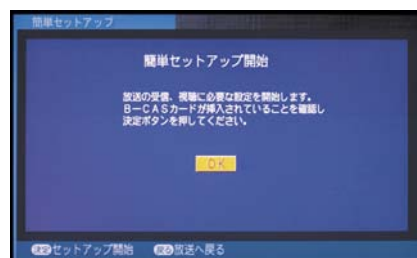 簡単セットアップ
簡単セットアップ開始
放送の受信、視聴に必要な設定を開始します。
B－CASカードが挿入されていることを確認し
決定ボタンを押してください。
OK
決定セットアップ開始 戻る放送へ戻る